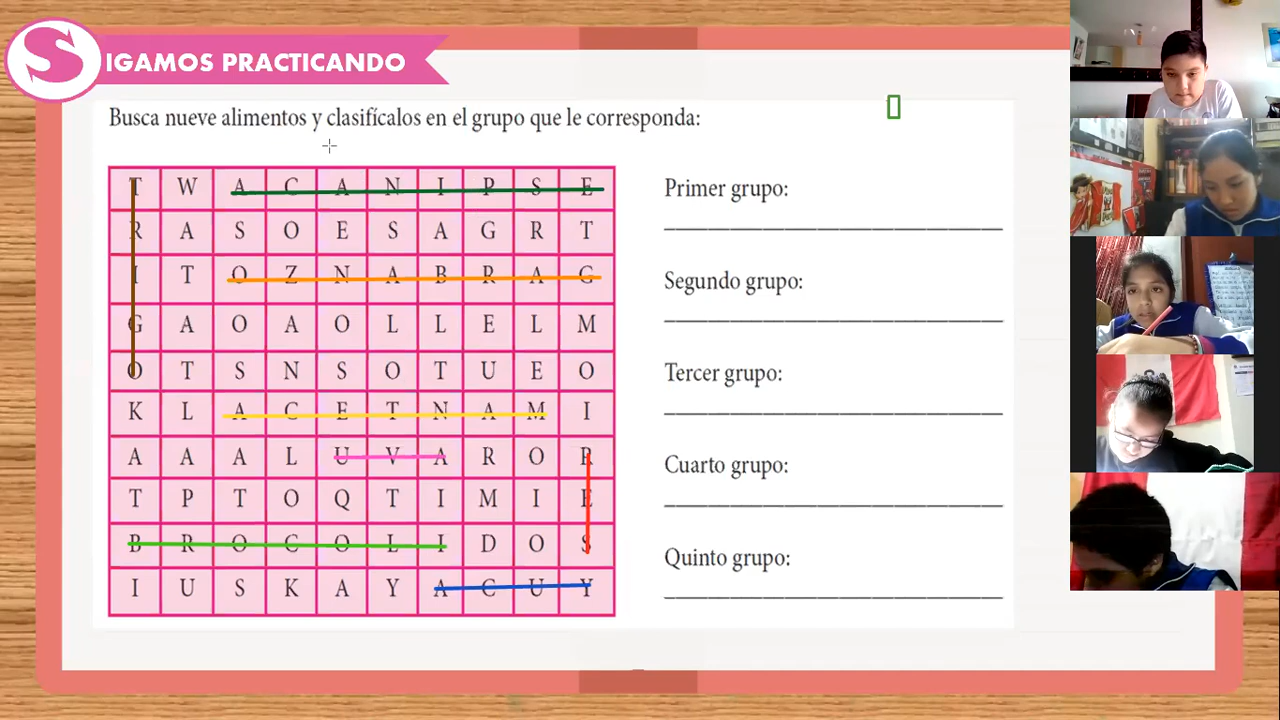 SIGAMOS PRACTICANDO
Busca nueve alimentos y clasifícalos en el grupo que le corresponda:
T W A C A N I P S E
R A S O E S A G R T
I T O Z N A B R A G
G A O A O L L E L M
O T S N S O T U E O
K L A C E T N A M I
A A A L U V A R O R
T P T O Q T I M I E
B R O C O L I D O S
I U S K A Y A C U Y
Primer grupo:
Segundo grupo:
Tercer grupo:
Cuarto grupo:
Quinto grupo: